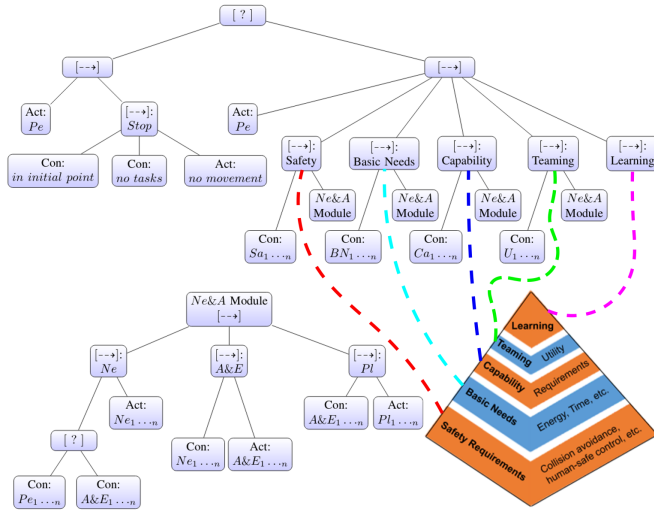 [ ? ]
[--→]
[--→]
Act:
Pe
[--→]:
Stop
Act:
Pe
Con:
in initial point
Con:
no tasks
Act:
no movement
[--→]:
Safety
[--→]:
Basic Needs
[--→]:
Capability
[--→]:
Teaming
[--→]:
Learning
Ne&A
Module
Ne&A
Module
Ne&A
Module
Ne&A
Module
Con:
Sa₁ …ₙ
Con:
BN₁ …ₙ
Con:
Ca₁ …ₙ
Con:
U₁ …ₙ
Ne&A Module
[--→]
[--→]:
Ne
[--→]:
A&E
[--→]:
Pl
[ ? ]
Act:
Ne₁ …ₙ
Con:
Ne₁ …ₙ
Act:
A&E₁ …ₙ
Con:
A&E₁ …ₙ
Act:
Pl₁ …ₙ
Con:
Pe₁ …ₙ
Con:
A&E₁ …ₙ
Learning
Teaming
Utility
Capability
Requirements
Basic Needs
Energy, Time, etc.
Safety Requirements
Collision avoidance,
human-safe control, etc.